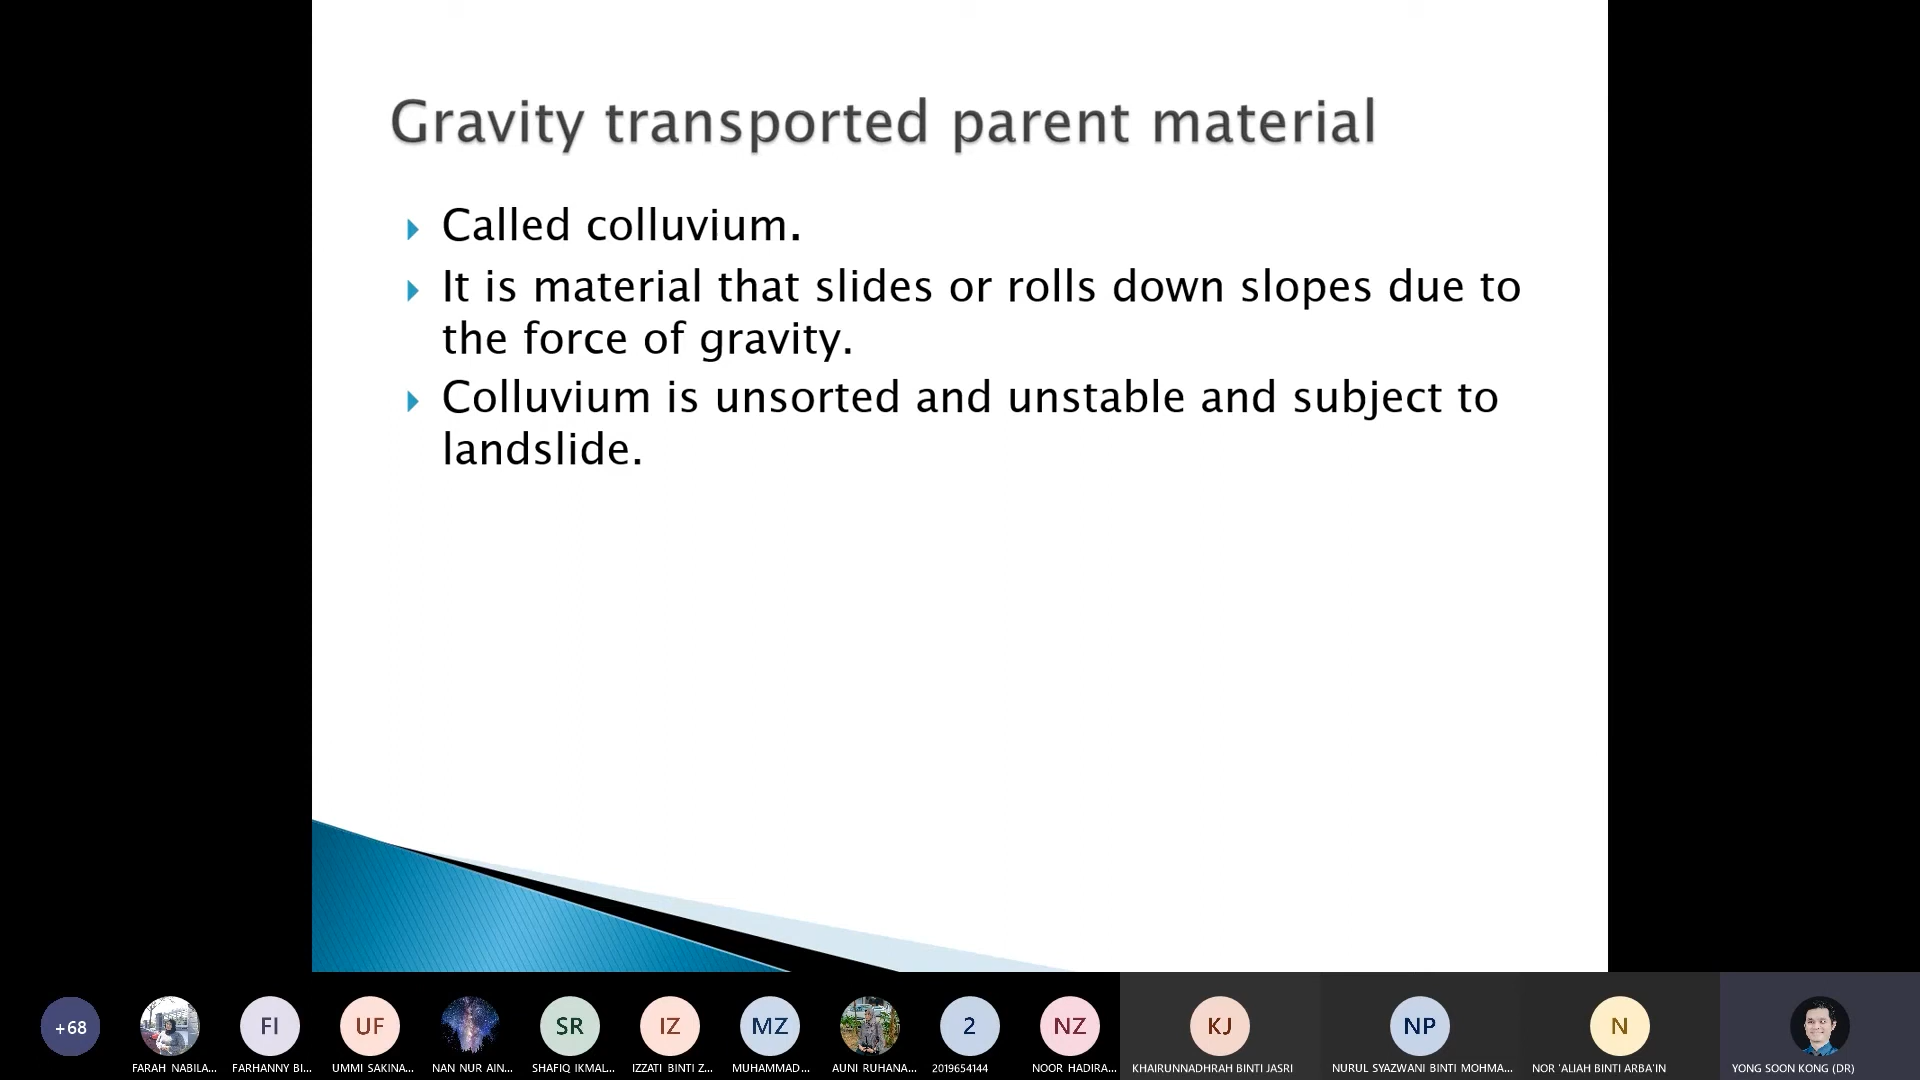 Gravity transported parent material
Called colluvium.
It is material that slides or rolls down slopes due to
the force of gravity.
Colluvium is unsorted and unstable and subject to
landslide.
+68
FI
UF
SR
IZ
MZ
2
NZ
KJ
NP
N
FARAH NABILA...
FARHANNY BI...
UMMI SAKINA...
NAN NUR AIN...
SHAFIQ IKMAL...
IZZATI BINTI Z...
MUHAMMAD...
AUNI RUHANA...
2019654144
NOOR HADIRA...
KHAIRUNNADHRAH BINTI JASRI
NURUL SYAZWANI BINTI MOHMA...
NOR 'ALIAH BINTI ARBA'IN
YONG SOON KONG (DR)